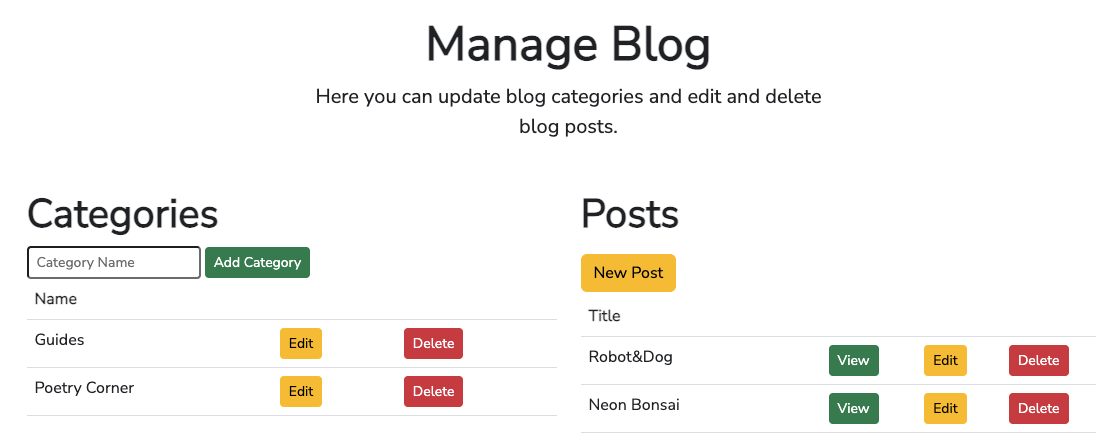 Manage Blog
Here you can update blog categories and edit and delete
blog posts.
Categories
Category Name Add Category
Name
Guides Edit Delete
Poetry Corner Edit Delete
Posts
New Post
Title
Robot&Dog View Edit Delete
Neon Bonsai View Edit Delete